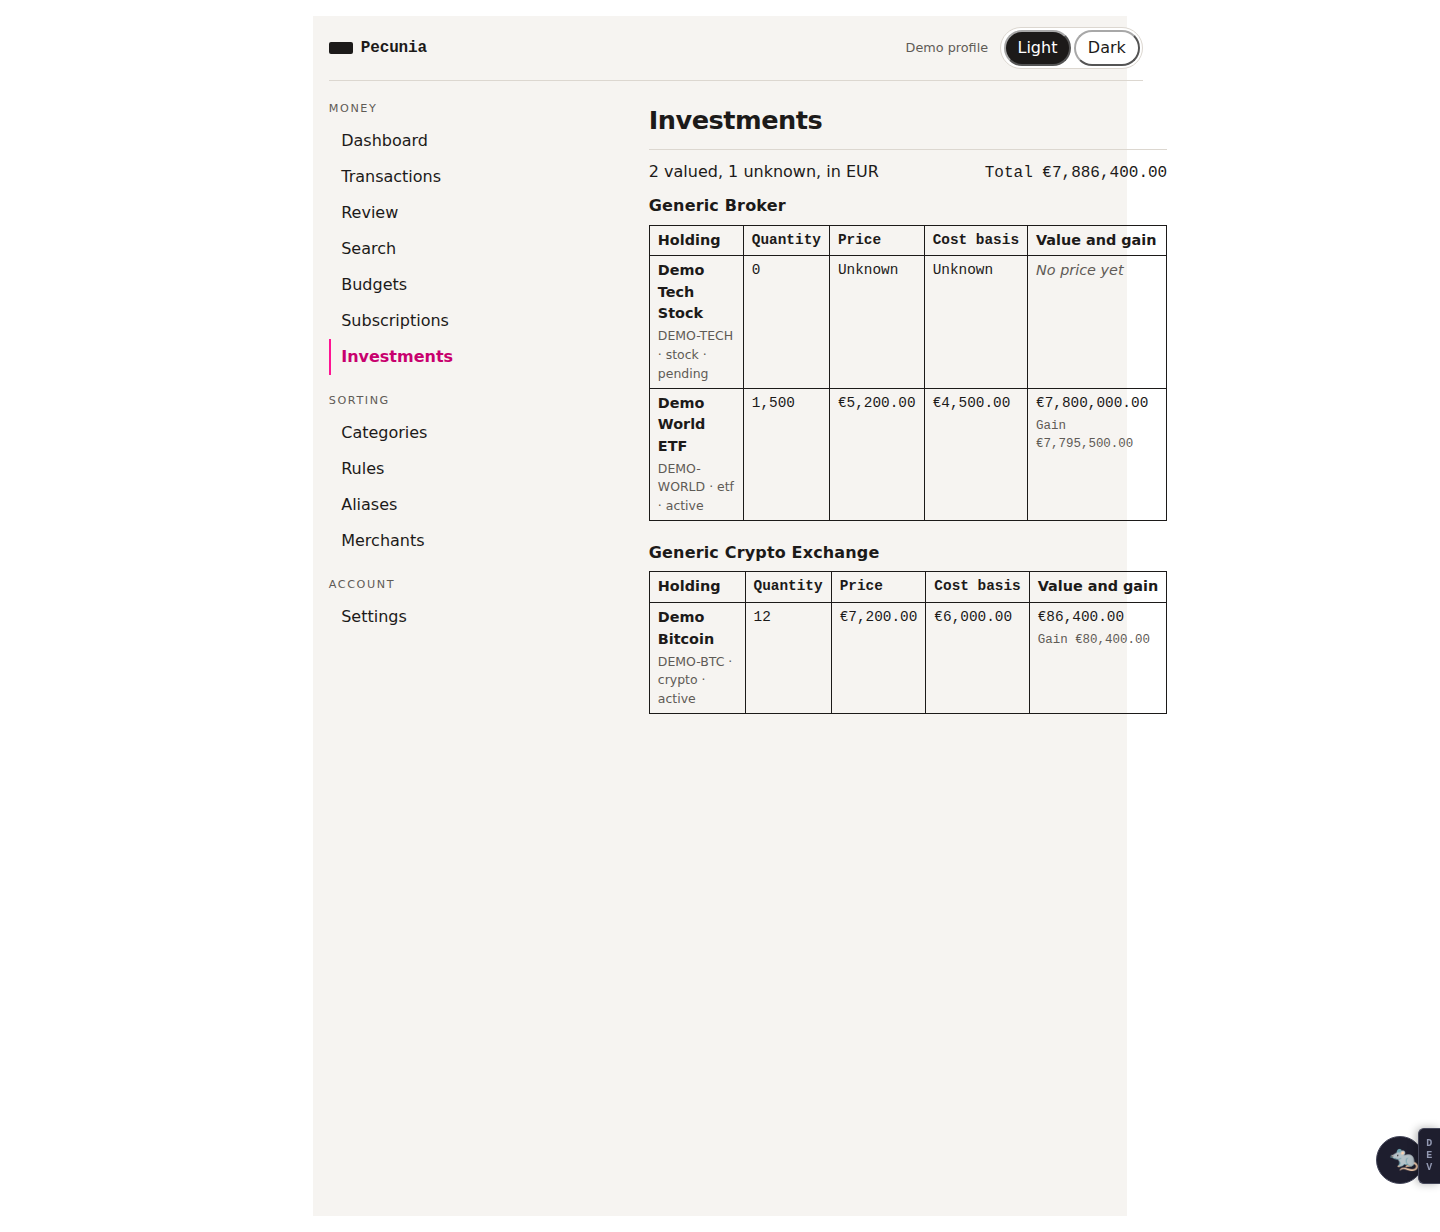 Pecunia
Demo profile
Light
Dark
MONEY
Dashboard
Transactions
Review
Search
Budgets
Subscriptions
Investments
SORTING
Categories
Rules
Aliases
Merchants
ACCOUNT
Settings
Investments
2 valued, 1 unknown, in EUR
Total €7,886,400.00
Generic Broker
Holding Quantity Price Cost basis Value and gain
Demo Tech Stock
DEMO-TECH · stock · pending
0
Unknown
Unknown
No price yet
Demo World ETF
DEMO-WORLD · etf · active
1,500
€5,200.00
€4,500.00
€7,800,000.00
Gain €7,795,500.00
Generic Crypto Exchange
Holding Quantity Price Cost basis Value and gain
Demo Bitcoin
DEMO-BTC · crypto · active
12
€7,200.00
€6,000.00
€86,400.00
Gain €80,400.00
DEV